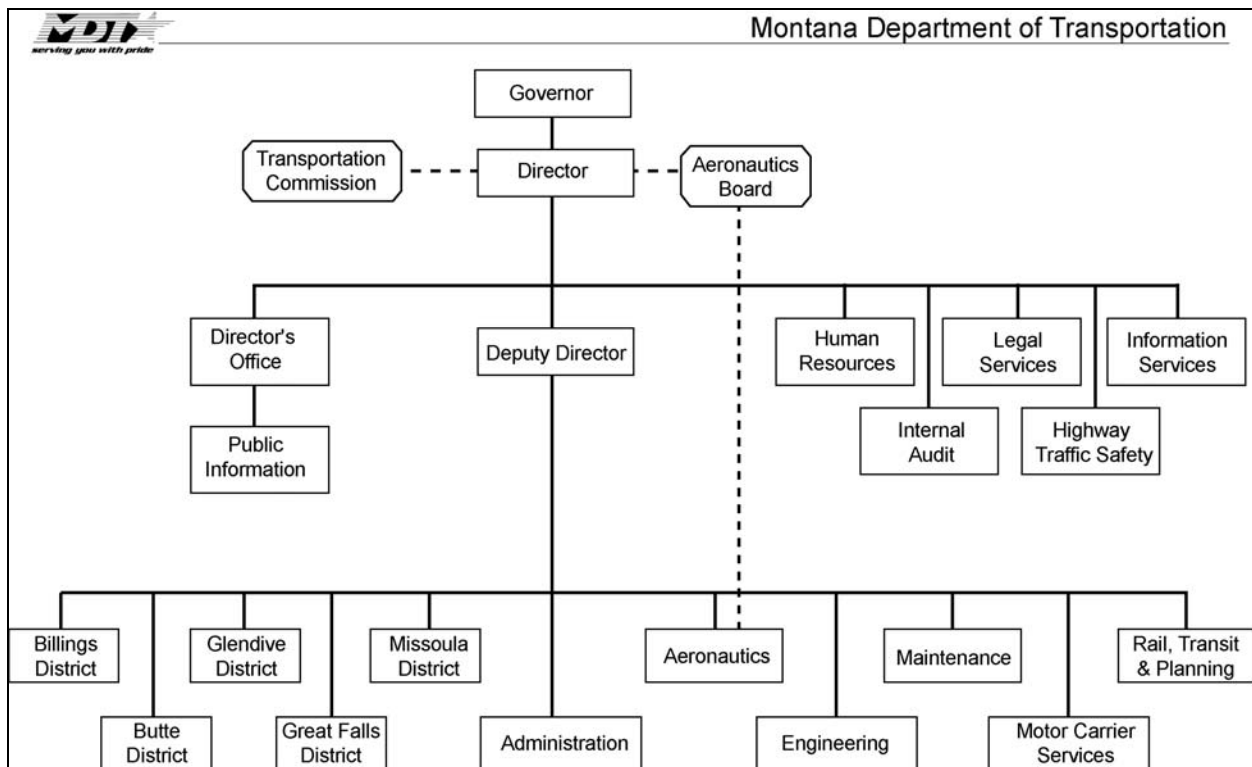 MDT
serving you with pride
Montana Department of Transportation
Governor
Transportation
Commission
Director
Aeronautics
Board
Director's
Office
Deputy Director
Human
Resources
Legal
Services
Information
Services
Public
Information
Internal
Audit
Highway
Traffic Safety
Billings
District
Glendive
District
Missoula
District
Aeronautics
Maintenance
Rail, Transit
& Planning
Butte
District
Great Falls
District
Administration
Engineering
Motor Carrier
Services